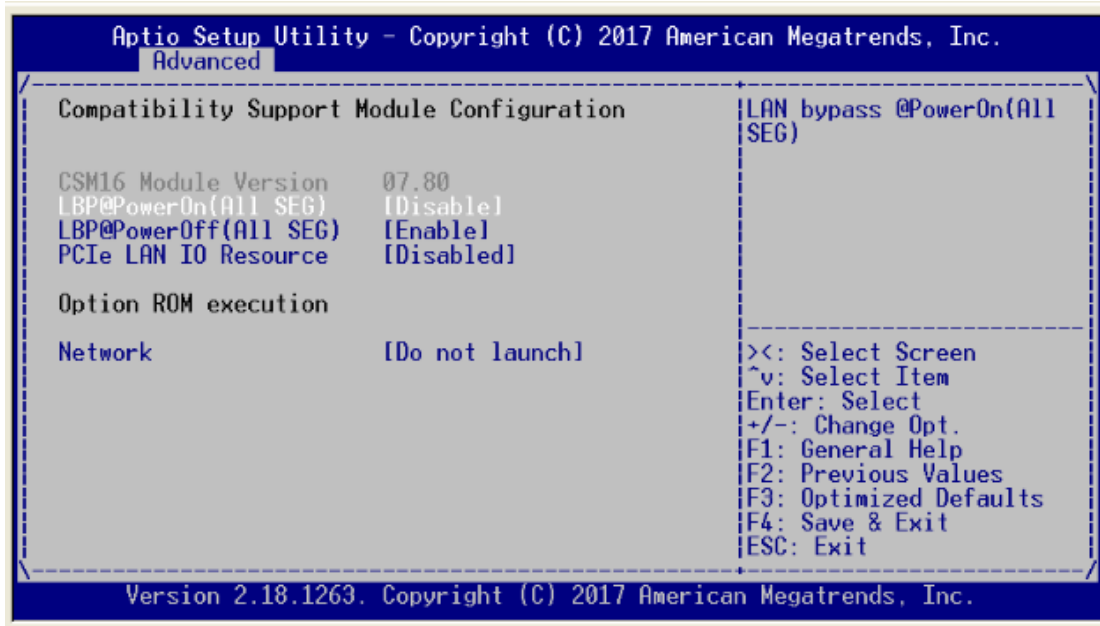 Aptio Setup Utility - Copyright (C) 2017 American Megatrends, Inc.
Advanced
Compatibility Support Module Configuration
CSM16 Module Version 07.80
LBP@PowerOn(All SEG) [Disable]
LBP@PowerOff(All SEG) [Enable]
PCIe LAN IO Resource [Disabled]
Option ROM execution
Network [Do not launch]
LAN bypass @PowerOn(All
SEG)
><: Select Screen
^v: Select Item
Enter: Select
+/-: Change Opt.
F1: General Help
F2: Previous Values
F3: Optimized Defaults
F4: Save & Exit
ESC: Exit
Version 2.18.1263. Copyright (C) 2017 American Megatrends, Inc.